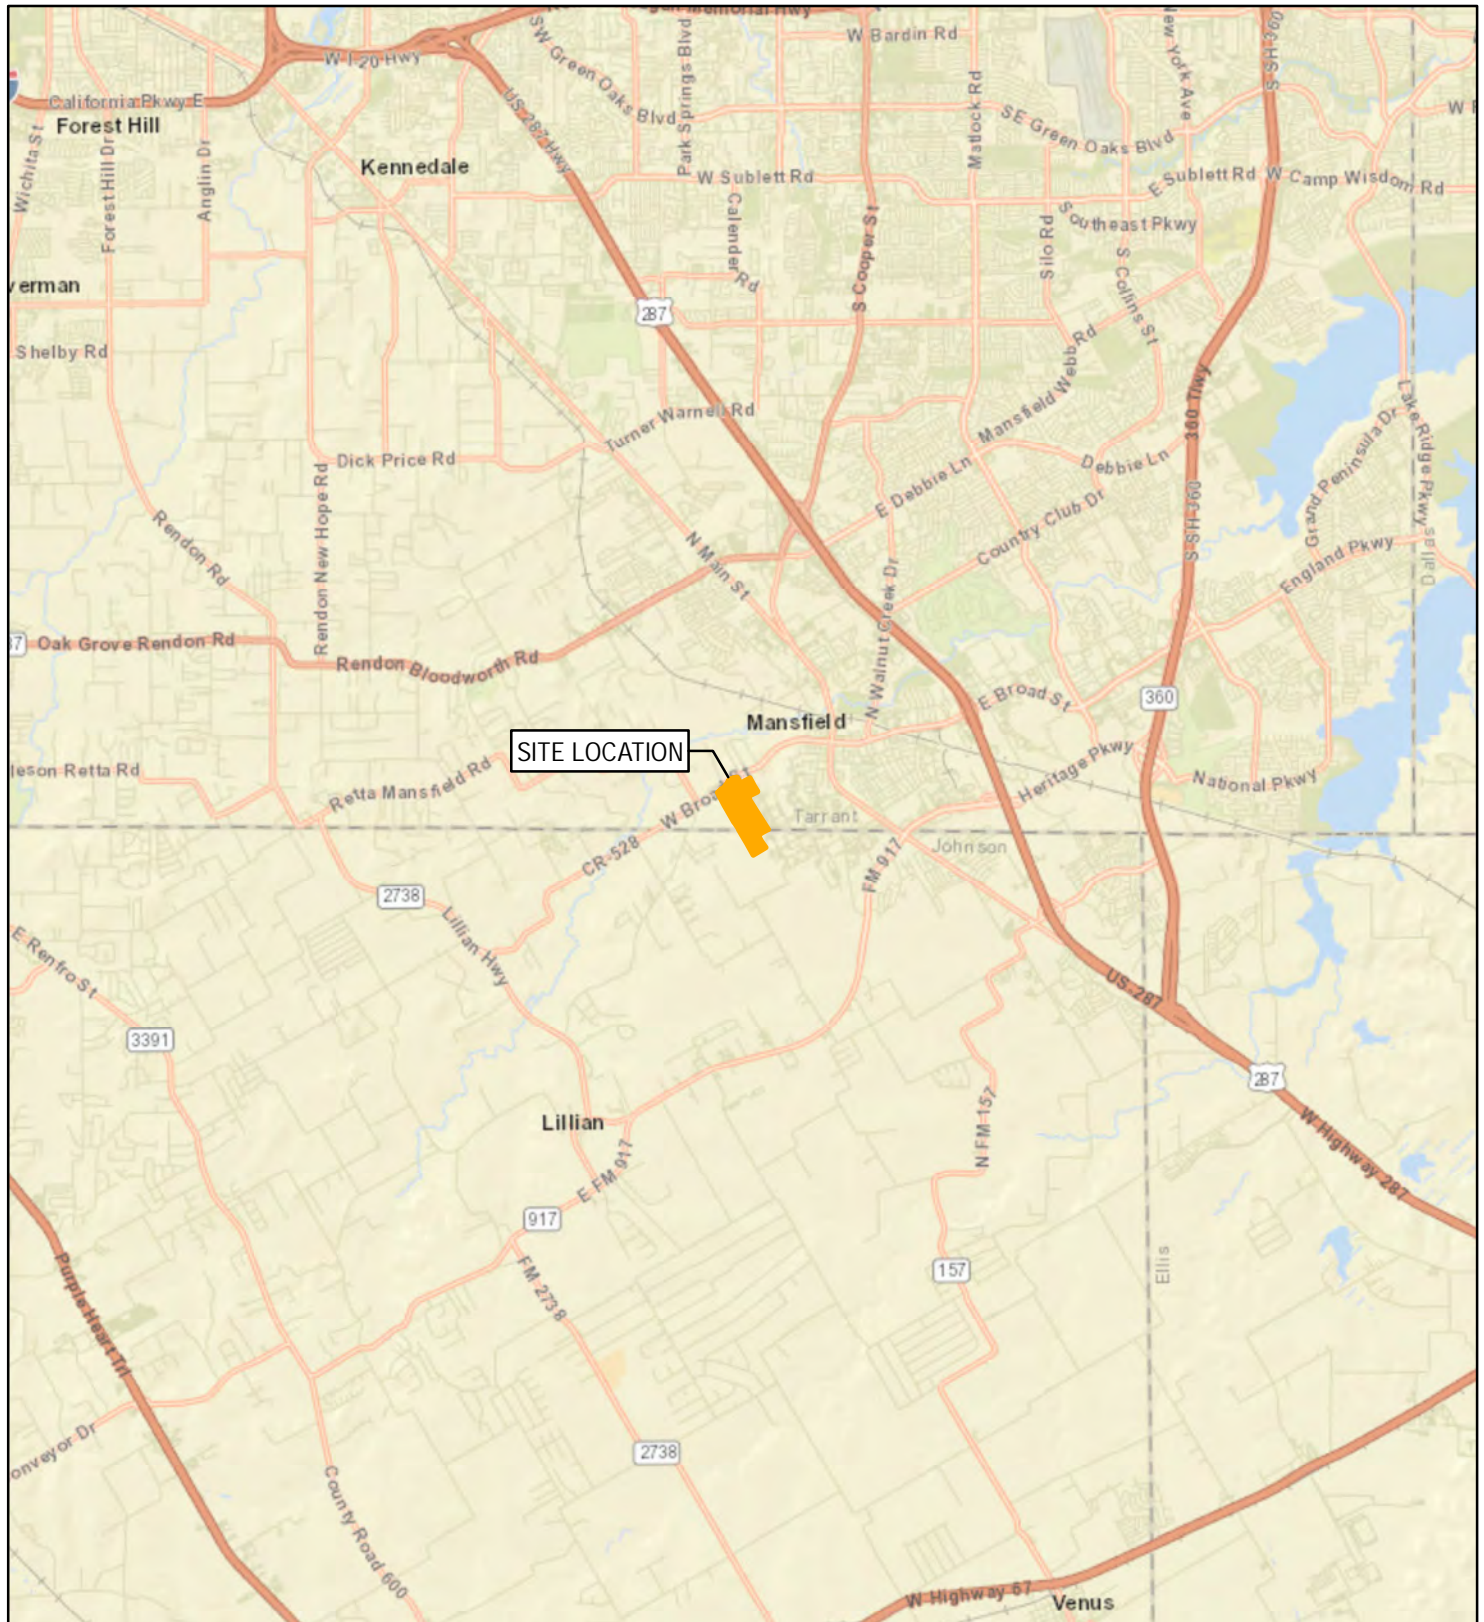 W Bardin Rd
W I-20 Hwy
SW Green Oaks Blvd
Park Springs Blvd
Matlock Rd
New York Ave
S SH 360
California Pkwy E
Forest Hill
Wichita St
Forest Hill Dr
Anglin Dr
Kennedale
US-287 Hwy
SE Green Oaks Blvd
W Sublett Rd
E Sublett Rd
W Camp Wisdom Rd
Calender Rd
S Cooper St
Silo Rd
Southeast Pkwy
S Collins St
verman
287
Shelby Rd
Turner Warnell Rd
Mansfield Webb Rd
360 Tlwy
Lake Ridge Pkwy
Grand Peninsula Dr
Dick Price Rd
Debbie Ln
E Debbie Ln
Country Club Dr
S SH 360
Dallas
Rendon Rd
Rendon New Hope Rd
N Main St
N Walnut Creek Dr
England Pkwy
Oak Grove Rendon Rd
Rendon Bloodworth Rd
E Broad St
360
Mansfield
SITE LOCATION
W Broad St
leson Retta Rd
Retta Mansfield Rd
Heritage Pkwy
National Pkwy
Tarrant
Johnson
CR-528
FM 917
2738
Lillian Hwy
E Renfro St
US-287
3391
287
Lillian
N FM 157
W Highway 287
E FM 917
917
157
Ellis
FM 2738
Purple Heart Trl
2738
onveyor Dr
County Road 600
W Highway 67
Venus